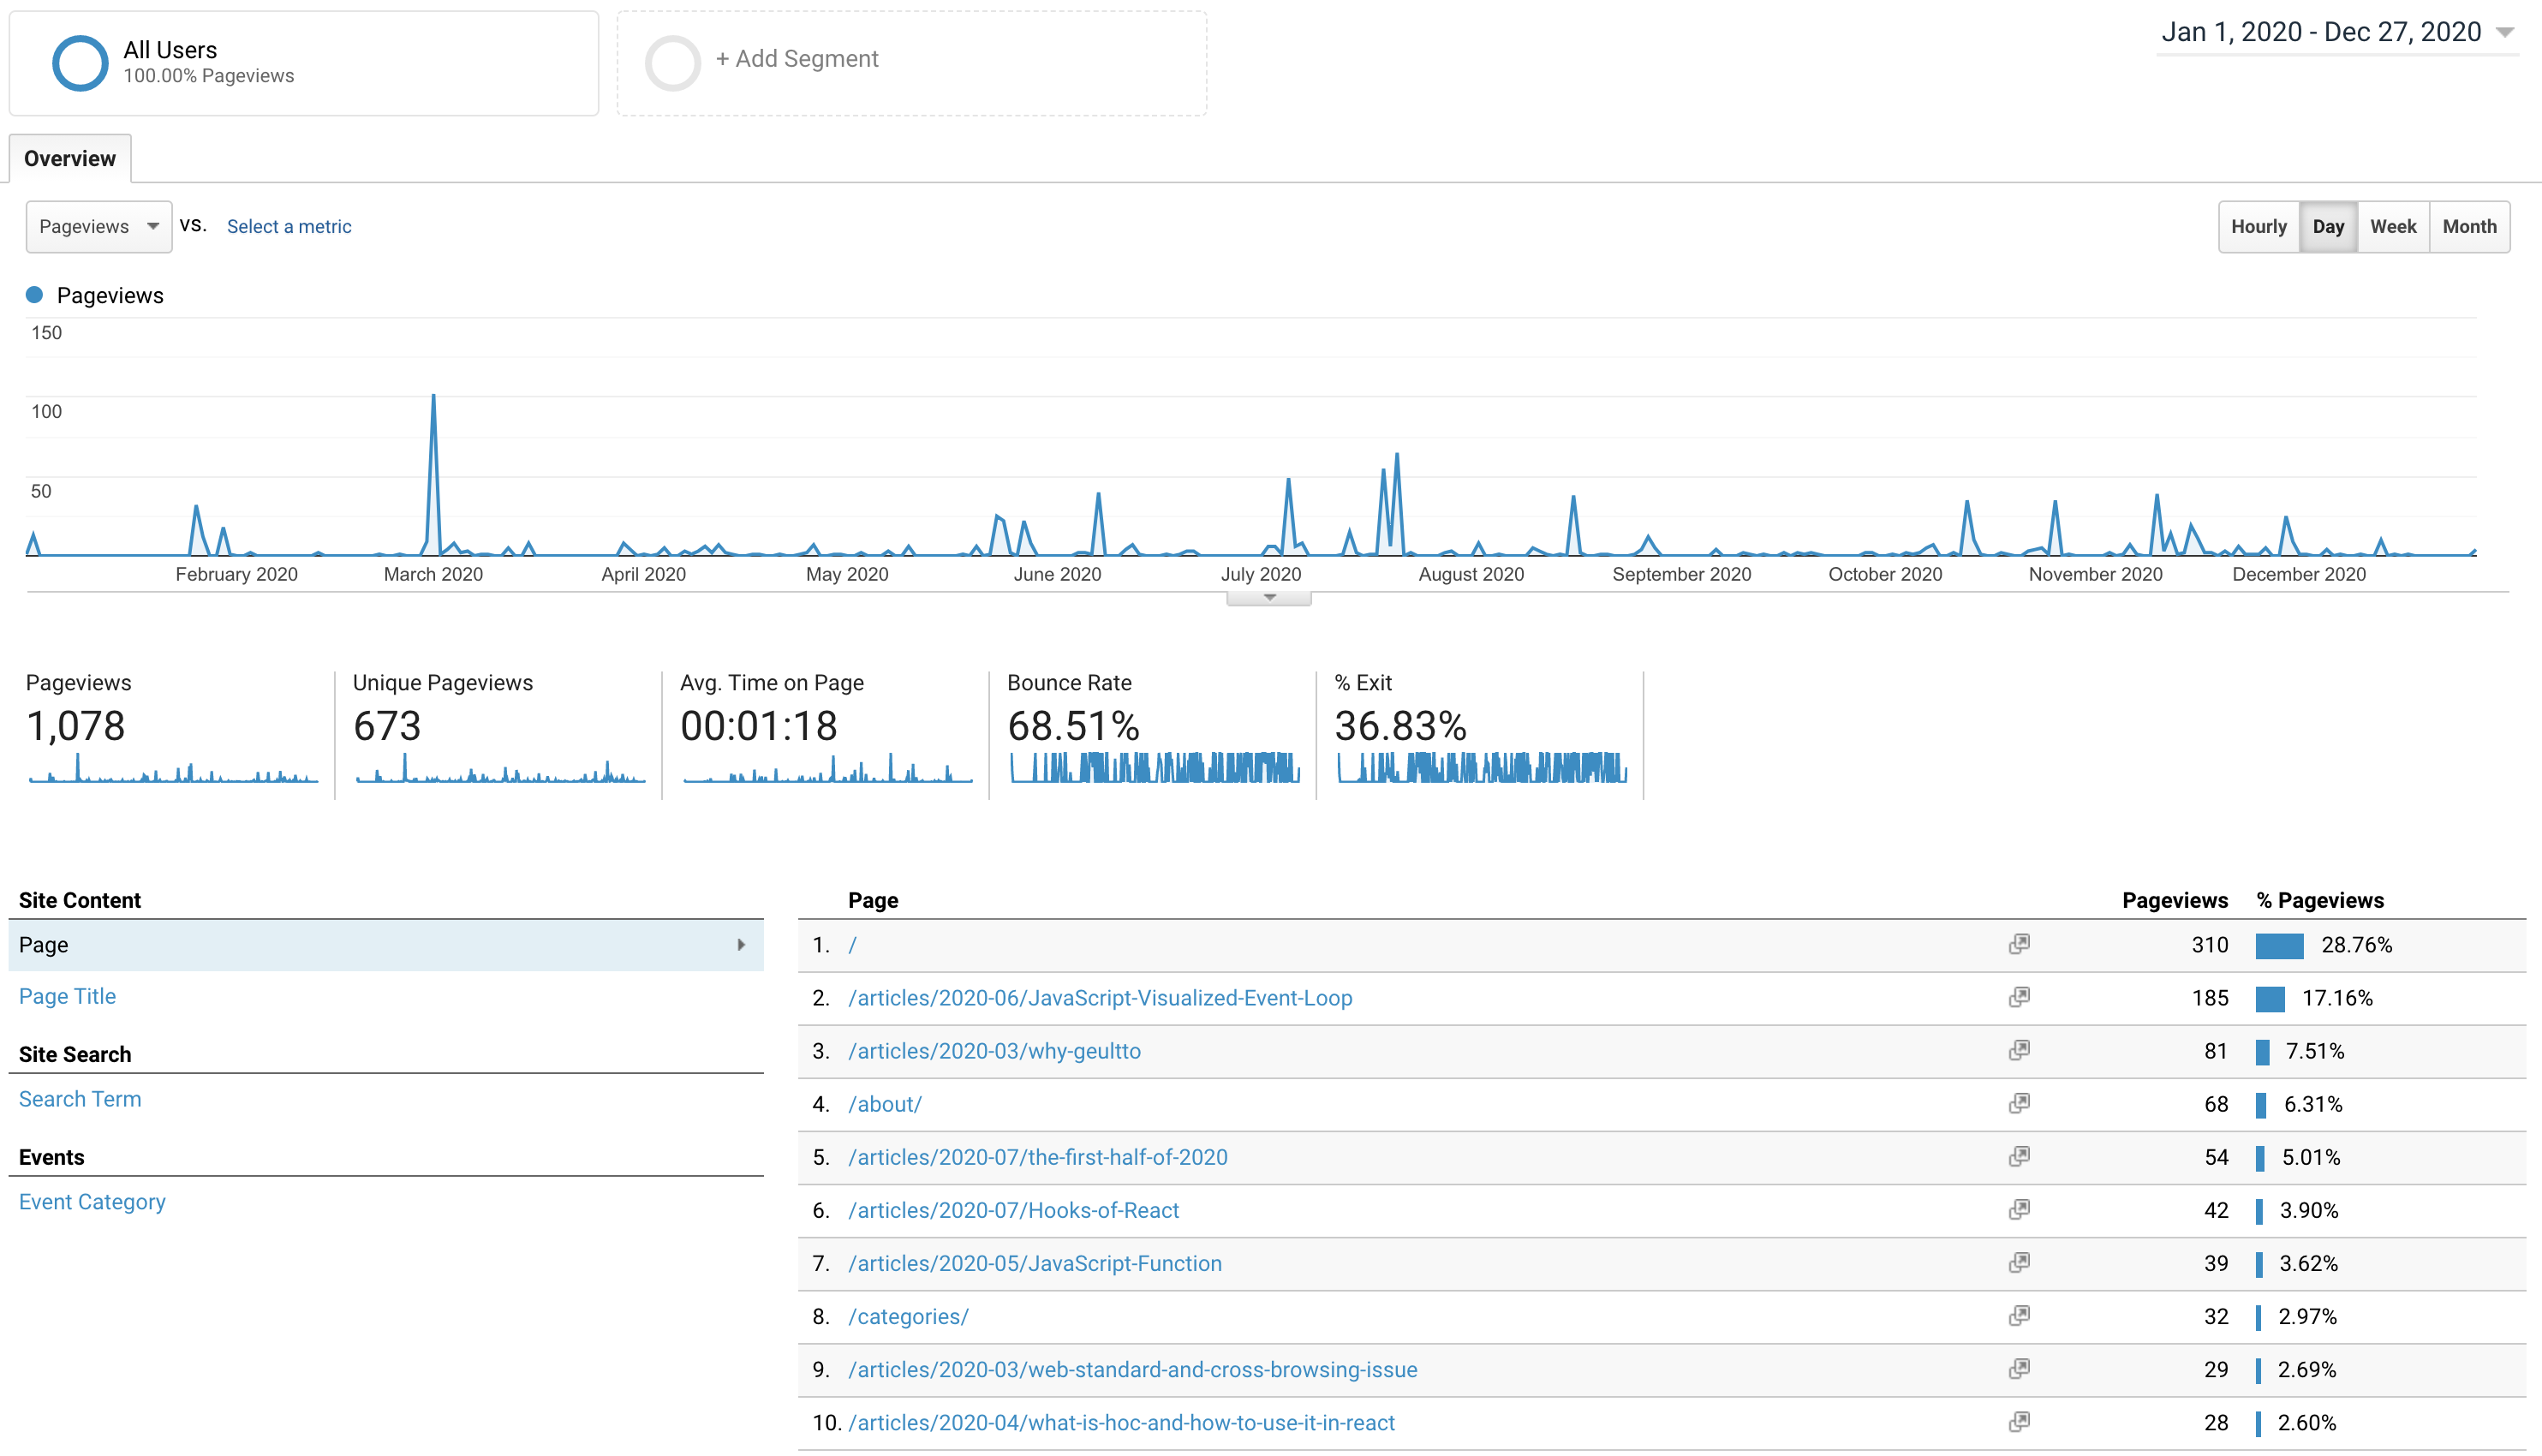 All Users
100.00% Pageviews
+ Add Segment
Jan 1, 2020 - Dec 27, 2020
Overview
Pageviews VS. Select a metric
Hourly Day Week Month
Pageviews
150
100
50
February 2020 March 2020 April 2020 May 2020 June 2020 July 2020 August 2020 September 2020 October 2020 November 2020 December 2020
Pageviews
1,078
Unique Pageviews
673
Avg. Time on Page
00:01:18
Bounce Rate
68.51%
% Exit
36.83%
Site Content
Page
Page Title
Site Search
Search Term
Events
Event Category
Page Pageviews % Pageviews
1. / 310 28.76%
2. /articles/2020-06/JavaScript-Visualized-Event-Loop 185 17.16%
3. /articles/2020-03/why-geultto 81 7.51%
4. /about/ 68 6.31%
5. /articles/2020-07/the-first-half-of-2020 54 5.01%
6. /articles/2020-07/Hooks-of-React 42 3.90%
7. /articles/2020-05/JavaScript-Function 39 3.62%
8. /categories/ 32 2.97%
9. /articles/2020-03/web-standard-and-cross-browsing-issue 29 2.69%
10. /articles/2020-04/what-is-hoc-and-how-to-use-it-in-react 28 2.60%